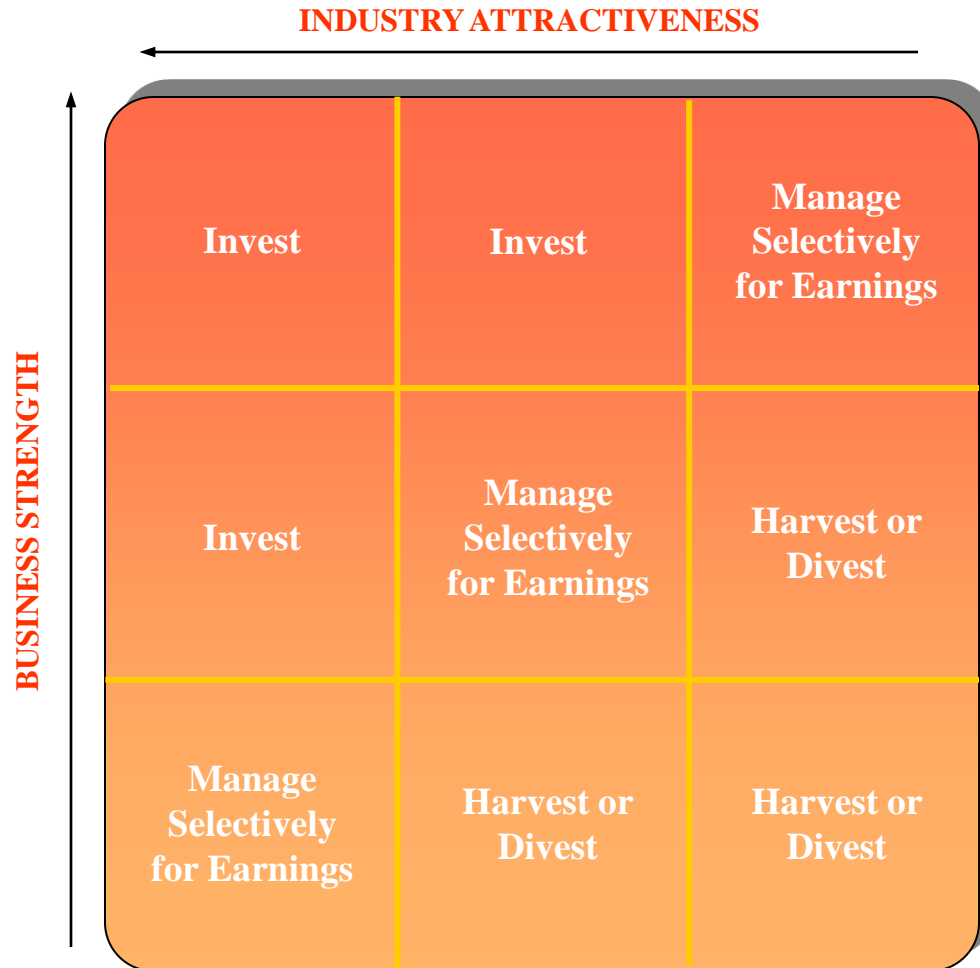 INDUSTRY ATTRACTIVENESS
BUSINESS STRENGTH
Invest
Invest
Manage
Selectively
for Earnings
Invest
Manage
Selectively
for Earnings
Harvest or
Divest
Manage
Selectively
for Earnings
Harvest or
Divest
Harvest or
Divest